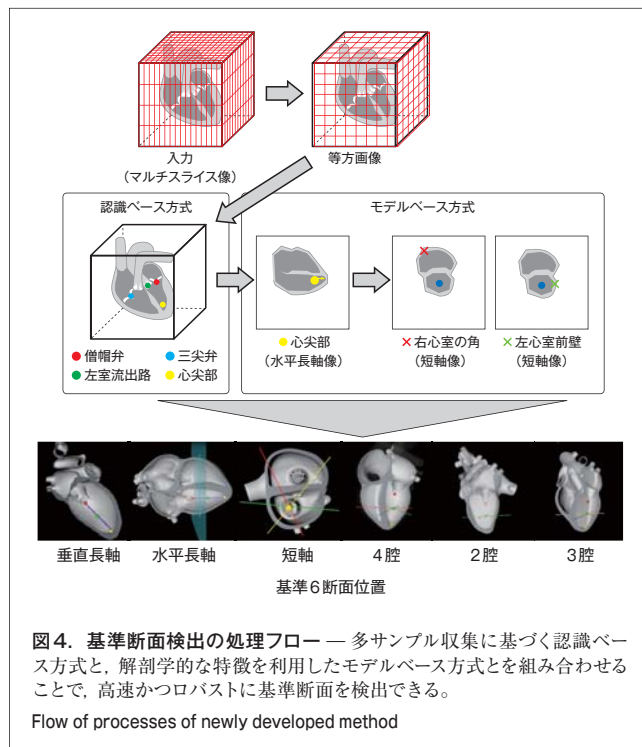 入力
(マルチスライス像)
等方画像
認識ベース方式
モデルベース方式
僧帽弁
三尖弁
左室流出路
心尖部
心尖部
(水平長軸像)
右心室の角
(短軸像)
左心室前壁
(短軸像)
垂直長軸
水平長軸
短軸
4腔
2腔
3腔
基準6断面位置
図4. 基準断面検出の処理フロー — 多サンプル収集に基づく認識ベー
ス方式と, 解剖学的な特徴を利用したモデルベース方式とを組み合わせる
ことで, 高速かつロバストに基準断面を検出できる。
Flow of processes of newly developed method